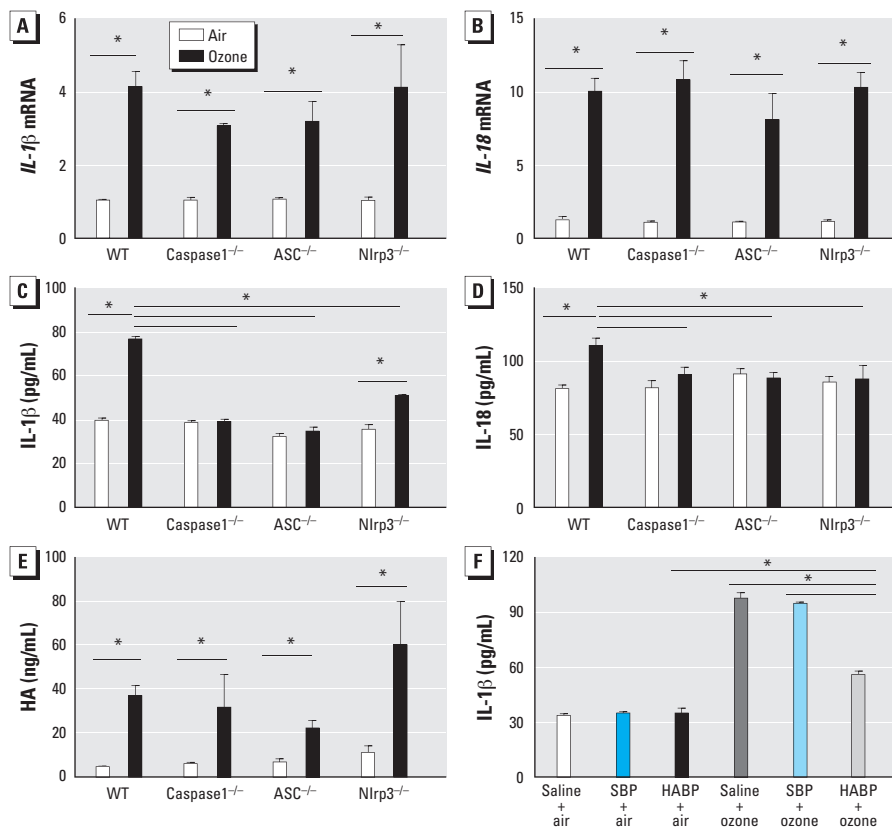 A
IL-1β mRNA
6
4
2
0
Air
Ozone
*
*
*
*
WT
Caspase1–/–
ASC–/–
Nlrp3–/–
B
IL-18 mRNA
15
10
5
0
*
*
*
*
WT
Caspase1–/–
ASC–/–
Nlrp3–/–
C
IL-1β (pg/mL)
100
80
60
40
20
0
*
*
*
WT
Caspase1–/–
ASC–/–
Nlrp3–/–
D
IL-18 (pg/mL)
150
100
50
0
*
*
WT
Caspase1–/–
ASC–/–
Nlrp3–/–
E
HA (ng/mL)
100
80
60
40
20
0
*
*
*
*
WT
Caspase1–/–
ASC–/–
Nlrp3–/–
F
IL-1β (pg/mL)
120
90
60
30
0
*
*
Saline + air
SBP + air
HABP + air
Saline + ozone
SBP + ozone
HABP + ozone